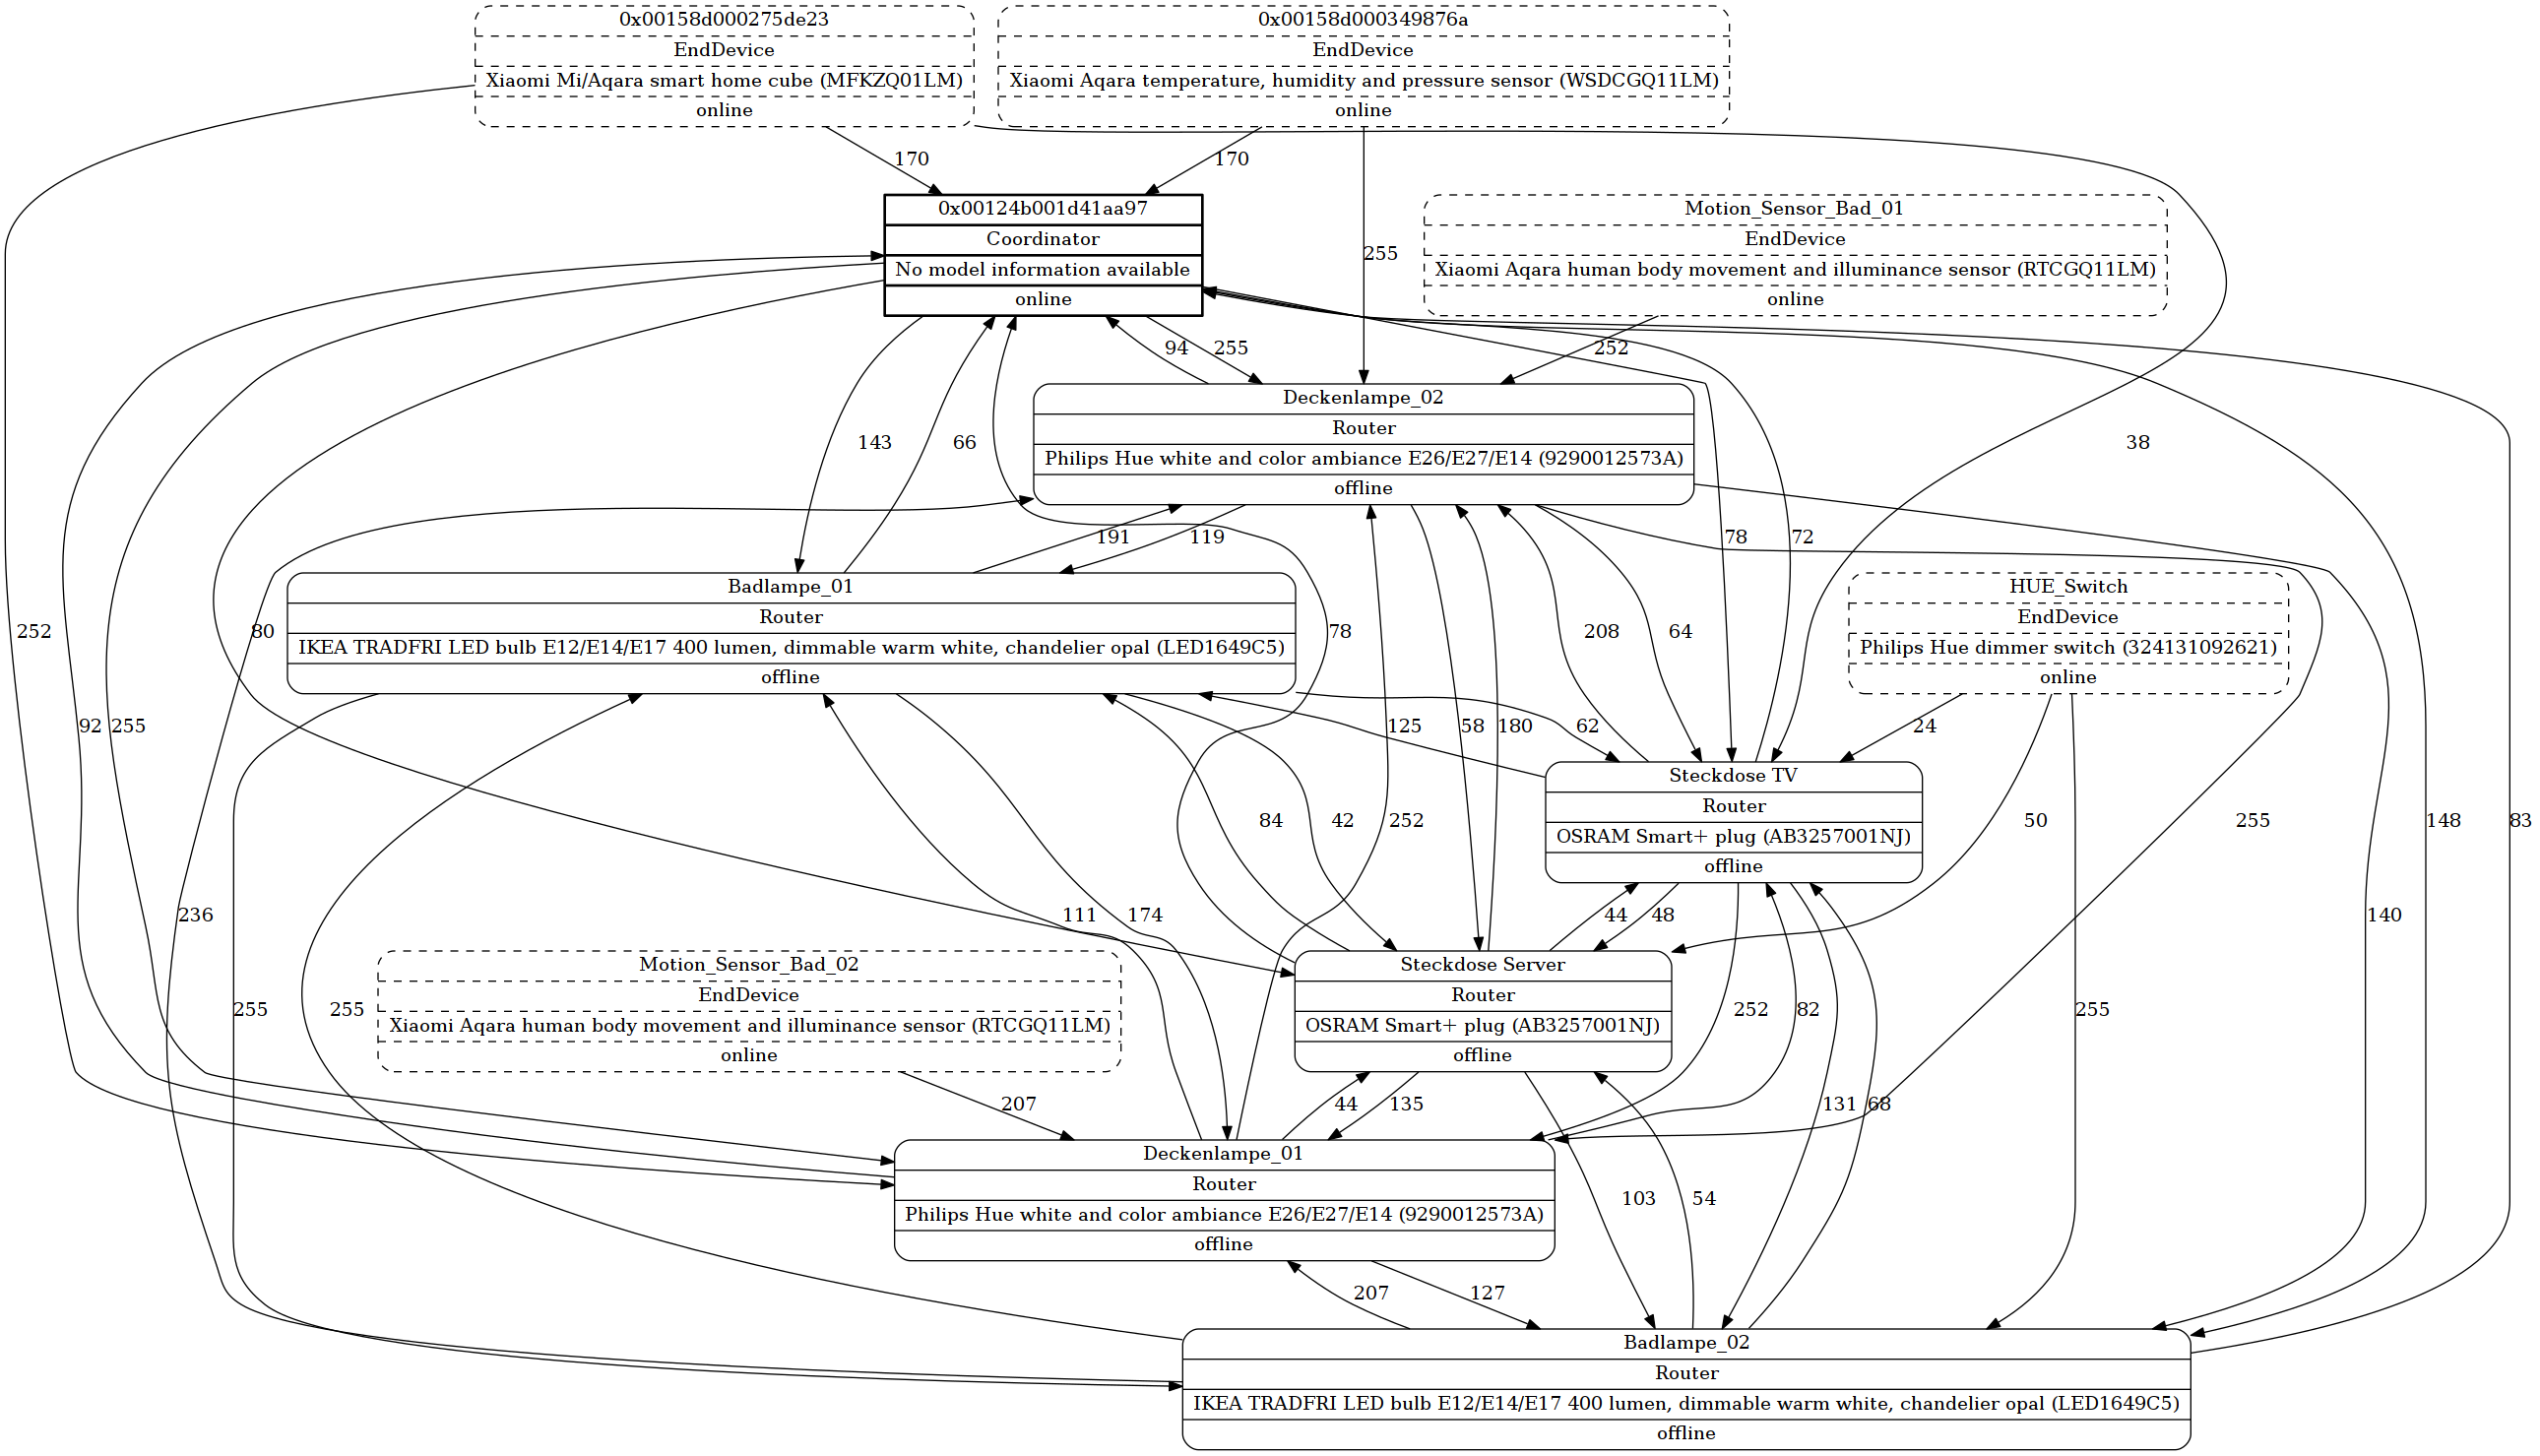 0x00158d000275de23
EndDevice
Xiaomi Mi/Aqara smart home cube (MFKZQ01LM)
online
0x00158d000349876a
EndDevice
Xiaomi Aqara temperature, humidity and pressure sensor (WSDCGQ11LM)
online
170
170
0x00124b001d41aa97
Coordinator
No model information available
online
255
Motion_Sensor_Bad_01
EndDevice
Xiaomi Aqara human body movement and illuminance sensor (RTCGQ11LM)
online
94
255
252
Deckenlampe_02
Router
Philips Hue white and color ambiance E26/E27/E14 (9290012573A)
offline
143
66
38
191
119
78
72
Badlampe_01
Router
IKEA TRADFRI LED bulb E12/E14/E17 400 lumen, dimmable warm white, chandelier opal (LED1649C5)
offline
252
80
78
208
64
HUE_Switch
EndDevice
Philips Hue dimmer switch (324131092621)
online
92
255
125
58
180
62
24
Steckdose TV
Router
OSRAM Smart+ plug (AB3257001NJ)
offline
84
42
252
50
255
148
83
236
111
174
44
48
140
Motion_Sensor_Bad_02
EndDevice
Xiaomi Aqara human body movement and illuminance sensor (RTCGQ11LM)
online
Steckdose Server
Router
OSRAM Smart+ plug (AB3257001NJ)
offline
255
255
252
82
255
207
44
135
131
68
Deckenlampe_01
Router
Philips Hue white and color ambiance E26/E27/E14 (9290012573A)
offline
103
54
207
127
Badlampe_02
Router
IKEA TRADFRI LED bulb E12/E14/E17 400 lumen, dimmable warm white, chandelier opal (LED1649C5)
offline